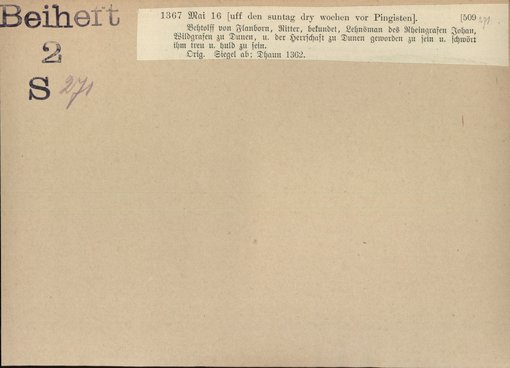 Beiheft
2
S 271
1367 Mai 16 [uff den suntag dry wochen vor Pingisten]. [509
Bechtolff von Flanborn, Ritter, bekundet, Lehnsman des Rheingrafen Johan,
Wildgrafen zu Dunen, u. der Herrschaft zu Dunen geworden zu sein u. schwört
ihm treu u. huld zu sein.
Orig. Siegel ab: Dhaun 1362.